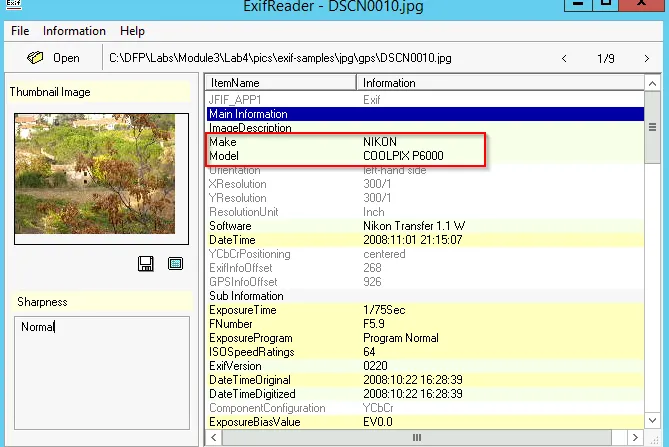 Exif ExifReader - DSCN0010.jpg
File Information Help
Open C:\DFP\Labs\Module3\Lab4\pics\exif-samples\jpg\gps\DSCN0010.jpg < 1/9 >
Thumbnail Image
Sharpness
Normal
ItemName Information
JFIF_APP1 Exif
Main Information
ImageDescription
Make NIKON
Model COOLPIX P6000
Orientation left-hand side
XResolution 300/1
YResolution 300/1
ResolutionUnit Inch
Software Nikon Transfer 1.1 W
DateTime 2008:11:01 21:15:07
YCbCrPositioning centered
ExifInfoOffset 268
GPSInfoOffset 926
Sub Information
ExposureTime 1/75Sec
FNumber F5.9
ExposureProgram Program Normal
ISOSpeedRatings 64
ExifVersion 0220
DateTimeOriginal 2008:10:22 16:28:39
DateTimeDigitized 2008:10:22 16:28:39
ComponentConfiguration YCbCr
ExposureBiasValue EV0.0